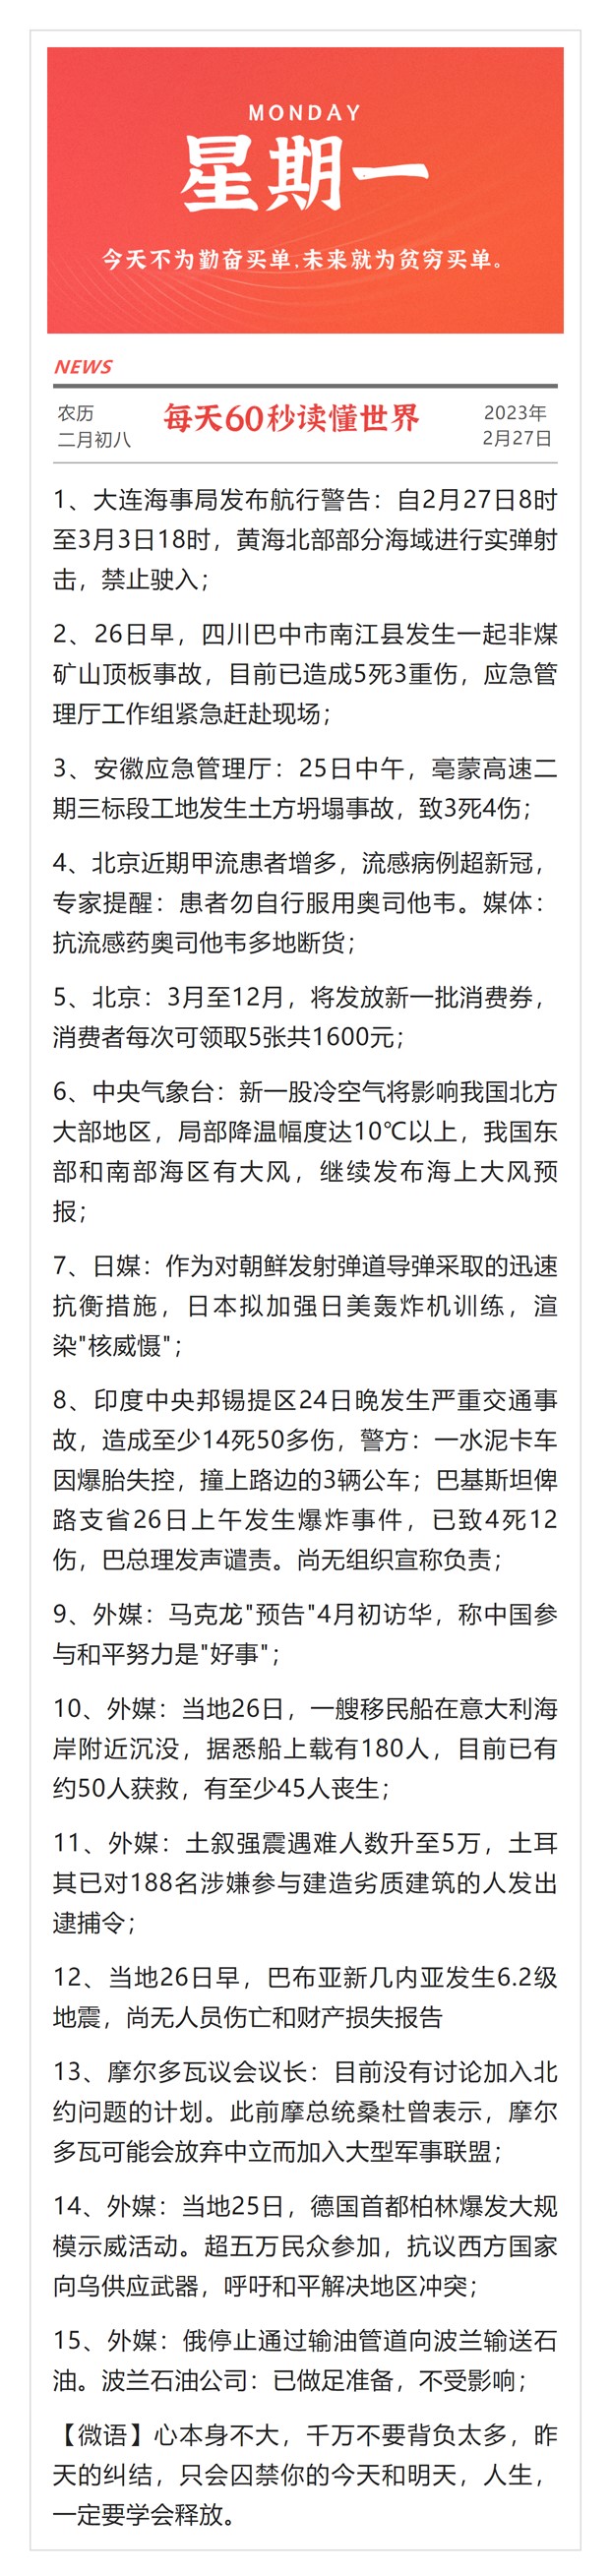 MONDAY
星期一
今天不为勤奋买单,未来就为贫穷买单。
NEWS
农历
二月初八
每天60秒读懂世界
2023年
2月27日
1、大连海事局发布航行警告：自2月27日8时
至3月3日18时，黄海北部部分海域进行实弹射
击，禁止驶入；
2、26日早，四川巴中市南江县发生一起非煤
矿山顶板事故，目前已造成5死3重伤，应急管
理厅工作组紧急赶赴现场；
3、安徽应急管理厅：25日中午，亳蒙高速二
期三标段工地发生土方坍塌事故，致3死4伤；
4、北京近期甲流患者增多，流感病例超新冠，
专家提醒：患者勿自行服用奥司他韦。媒体：
抗流感药奥司他韦多地断货；
5、北京：3月至12月，将发放新一批消费券，
消费者每次可领取5张共1600元；
6、中央气象台：新一股冷空气将影响我国北方
大部地区，局部降温幅度达10℃以上，我国东
部和南部海区有大风，继续发布海上大风预
报；
7、日媒：作为对朝鲜发射弹道导弹采取的迅速
抗衡措施，日本拟加强日美轰炸机训练，渲
染"核威慑"；
8、印度中央邦锡提区24日晚发生严重交通事
故，造成至少14死50多伤，警方：一水泥卡车
因爆胎失控，撞上路边的3辆公车；巴基斯坦俾
路支省26日上午发生爆炸事件，已致4死12
伤，巴总理发声谴责。尚无组织宣称负责；
9、外媒：马克龙"预告"4月初访华，称中国参
与和平努力是"好事"；
10、外媒：当地26日，一艘移民船在意大利海
岸附近沉没，据悉船上载有180人，目前已有
约50人获救，有至少45人丧生；
11、外媒：土叙强震遇难人数升至5万，土耳
其已对188名涉嫌参与建造劣质建筑的人发出
逮捕令；
12、当地26日早，巴布亚新几内亚发生6.2级
地震，尚无人员伤亡和财产损失报告
13、摩尔多瓦议会议长：目前没有讨论加入北
约问题的计划。此前摩总统桑杜曾表示，摩尔
多瓦可能会放弃中立而加入大型军事联盟；
14、外媒：当地25日，德国首都柏林爆发大规
模示威活动。超五万民众参加，抗议西方国家
向乌供应武器，呼吁和平解决地区冲突；
15、外媒：俄停止通过输油管道向波兰输送石
油。波兰石油公司：已做足准备，不受影响；
【微语】心本身不大，千万不要背负太多，昨
天的纠结，只会囚禁你的今天和明天，人生，
一定要学会释放。